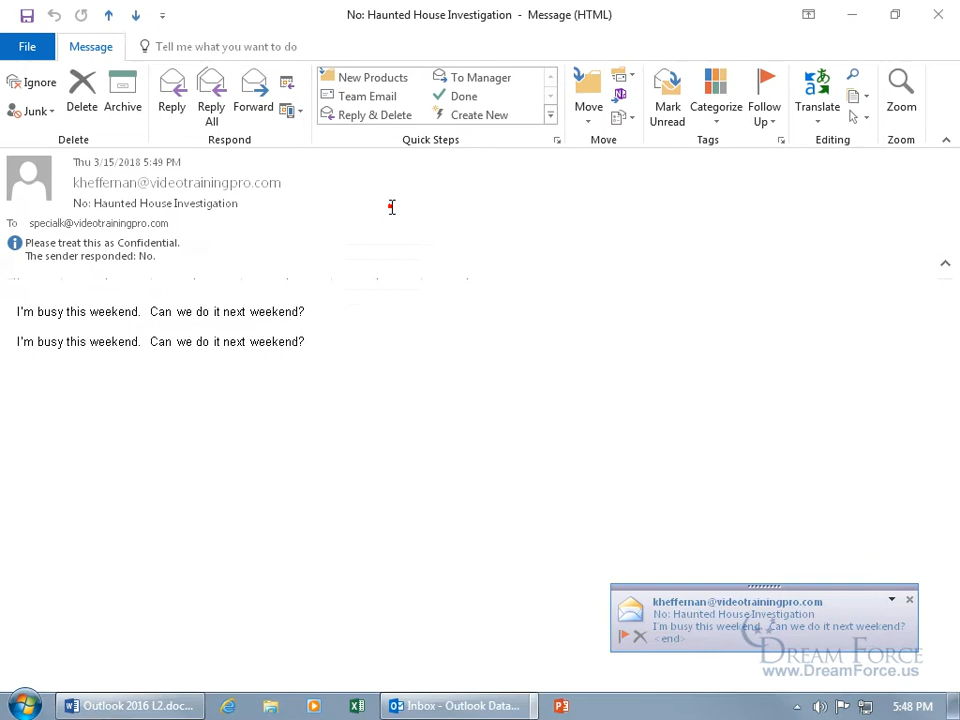 No: Haunted House Investigation - Message (HTML)
File Message Tell me what you want to do
Ignore
Junk
Delete
Archive
Reply
Reply All
Forward
New Products
To Manager
Team Email
Done
Reply & Delete
Create New
Move
Mark Unread
Categorize
Follow Up
Translate
Zoom
Delete Respond Quick Steps Move Tags Editing Zoom
Thu 3/15/2018 5:49 PM
kheffernan@videotrainingpro.com
No: Haunted House Investigation
To specialk@videotrainingpro.com
Please treat this as Confidential.
The sender responded: No.
I'm busy this weekend. Can we do it next weekend?
I'm busy this weekend. Can we do it next weekend?
kheffernan@videotrainingpro.com
No: Haunted House Investigation
I'm busy this weekend. Can we do it next weekend?
<end>
DREAM FORCE
www.DreamForce.us
Outlook 2016 L2.doc...
Inbox - Outlook Data...
5:48 PM